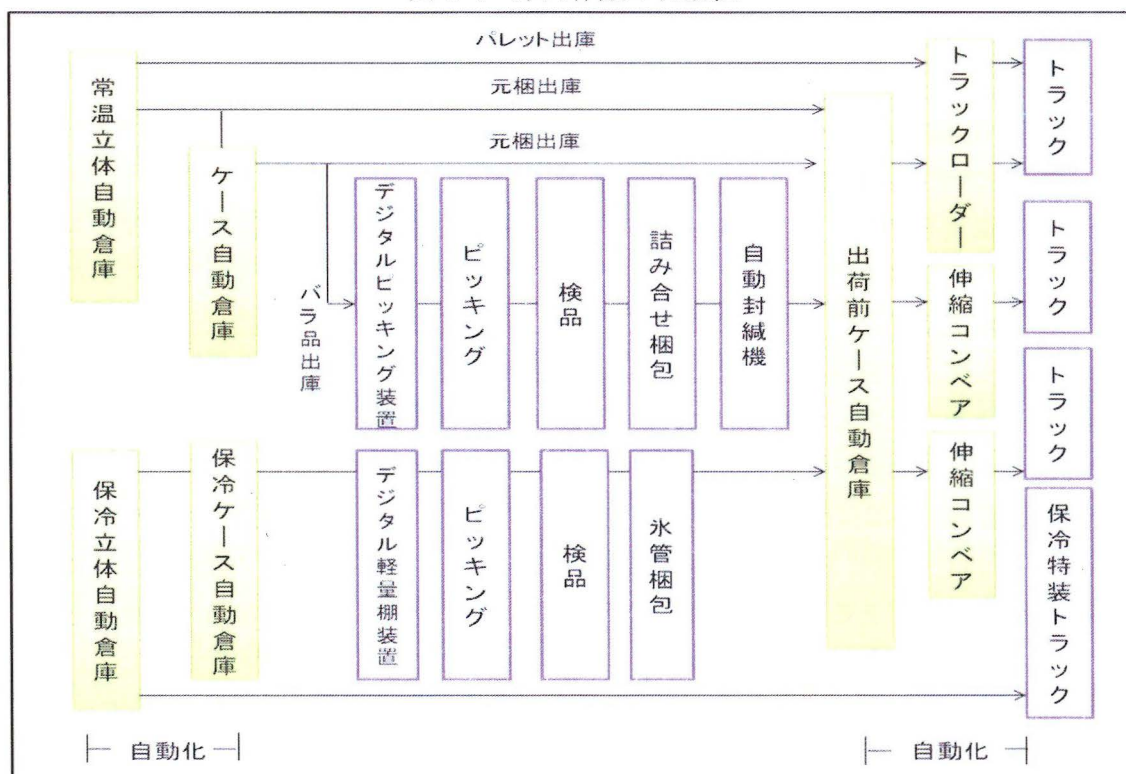 パレット出庫
元梱出庫
元梱出庫
常温立体自動倉庫
ケース自動倉庫
バラ品出庫
デジタルピッキング装置
ピッキング
検品
詰み合せ梱包
自動封緘機
出荷前ケース自動倉庫
トラックローダー
伸縮コンベア
伸縮コンベア
トラック
トラック
トラック
保冷特装トラック
保冷立体自動倉庫
保冷ケース自動倉庫
デジタル軽量棚装置
ピッキング
検品
氷管梱包
自動化
自動化